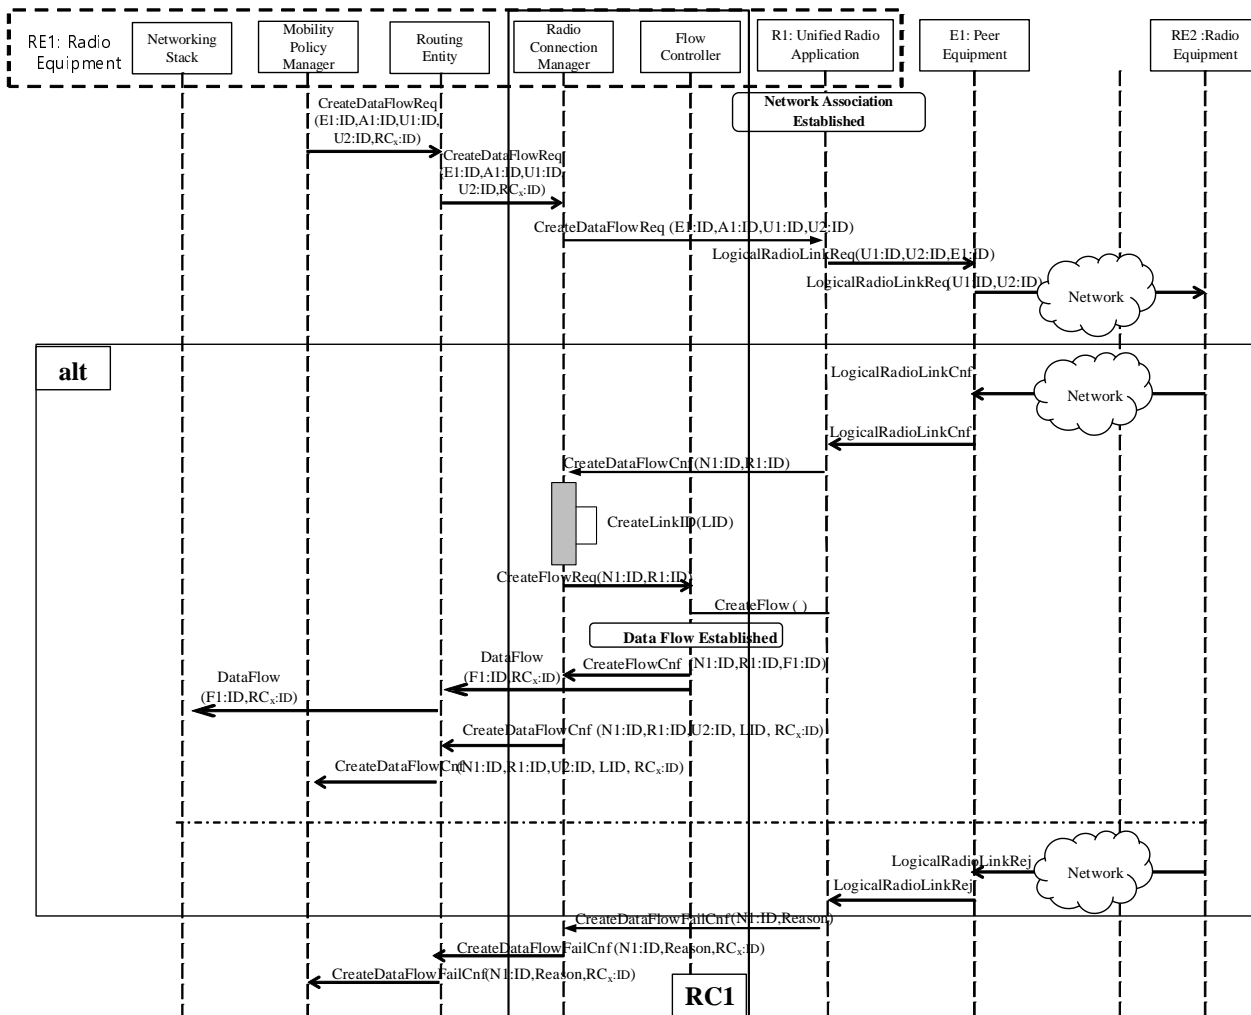 RE1: Radio
Equipment
Networking
Stack
Mobility
Policy
Manager
Routing
Entity
Radio
Connection
Manager
Flow
Controller
R1: Unified Radio
Application
E1: Peer
Equipment
RE2 :Radio
Equipment
Network Association
Established
CreateDataFlowReq
(E1:ID,A1:ID,U1:ID,
U2:ID,RCx:ID)
CreateDataFlowReq
(E1:ID,A1:ID,U1:ID,
U2:ID,RCx:ID)
CreateDataFlowReq (E1:ID,A1:ID,U1:ID,U2:ID)
LogicalRadioLinkReq(U1:ID,U2:ID,E1:ID)
LogicalRadioLinkReq(U1:ID,U2:ID)
Network
alt
LogicalRadioLinkCnf
Network
LogicalRadioLinkCnf
CreateDataFlowCnf(N1:ID,R1:ID)
CreateLinkID(LID)
CreateFlowReq(N1:ID,R1:ID)
CreateFlow( )
Data Flow Established
CreateFlowCnf (N1:ID,R1:ID,F1:ID)
DataFlow
(F1:ID,RCx:ID)
DataFlow
(F1:ID,RCx:ID)
CreateDataFlowCnf (N1:ID,R1:ID,U2:ID, LID, RCx:ID)
CreateDataFlowCnf(N1:ID,R1:ID,U2:ID, LID, RCx:ID)
LogicalRadioLinkRej
Network
LogicalRadioLinkRej
CreateDataFlowFailCnf(N1:ID,Reason)
CreateDataFlowFailCnf(N1:ID,Reason,RCx:ID)
CreateDataFlowFailCnf(N1:ID,Reason,RCx:ID)
RC1